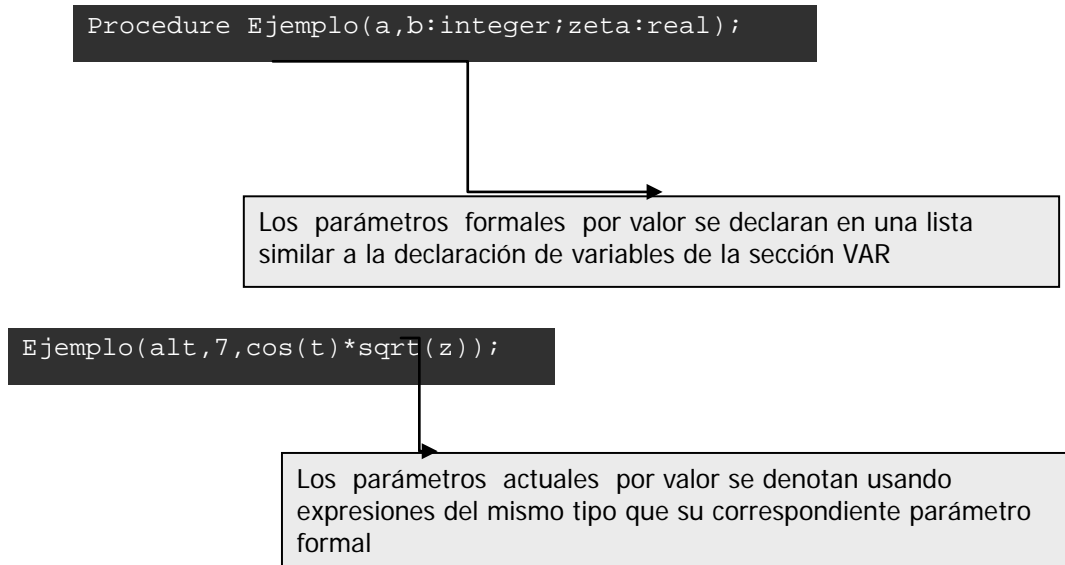 Procedure Ejemplo(a,b:integer;zeta:real);
Los parámetros formales por valor se declaran en una lista
similar a la declaración de variables de la sección VAR
Ejemplo(alt,7,cos(t)*sqrt(z));
Los parámetros actuales por valor se denotan usando
expresiones del mismo tipo que su correspondiente parámetro
formal